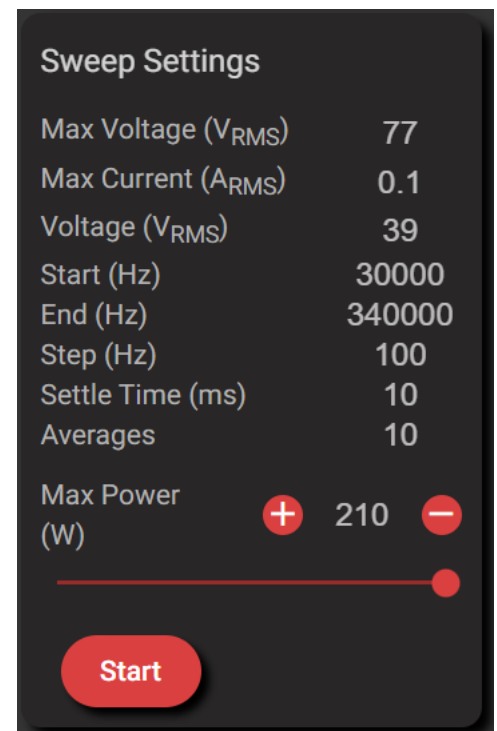 Sweep Settings
Max Voltage (VRMS) 77
Max Current (ARMS) 0.1
Voltage (VRMS) 39
Start (Hz) 30000
End (Hz) 340000
Step (Hz) 100
Settle Time (ms) 10
Averages 10
Max Power
(W) + 210 −
Start